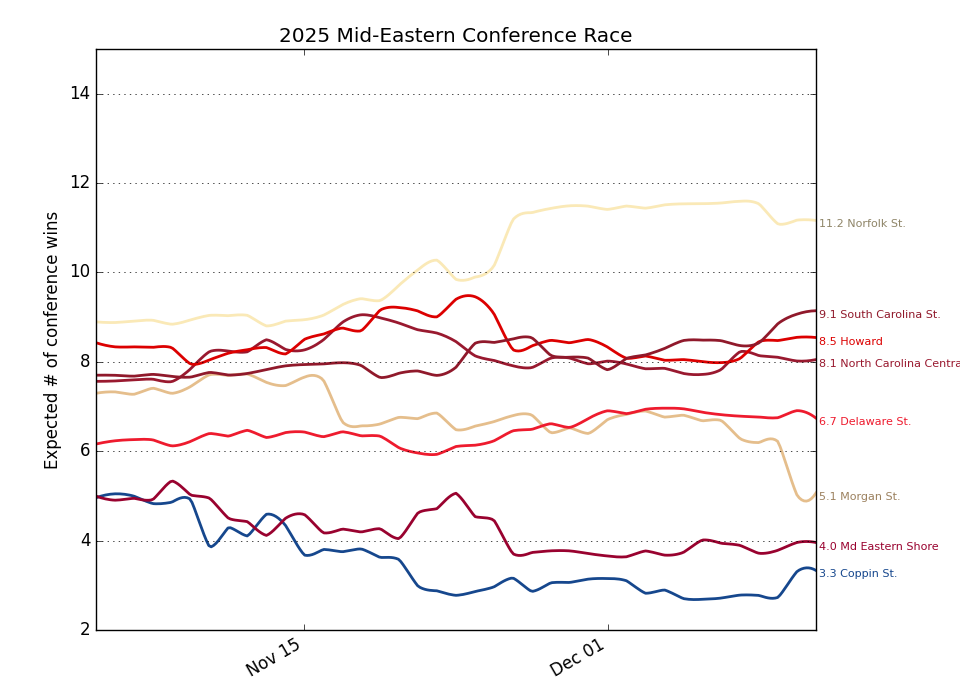 2025 Mid-Eastern Conference Race
Expected # of conference wins
14
12
10
8
6
4
2
Nov 15
Dec 01
11.2 Norfolk St.
9.1 South Carolina St.
8.5 Howard
8.1 North Carolina Centra
6.7 Delaware St.
5.1 Morgan St.
4.0 Md Eastern Shore
3.3 Coppin St.